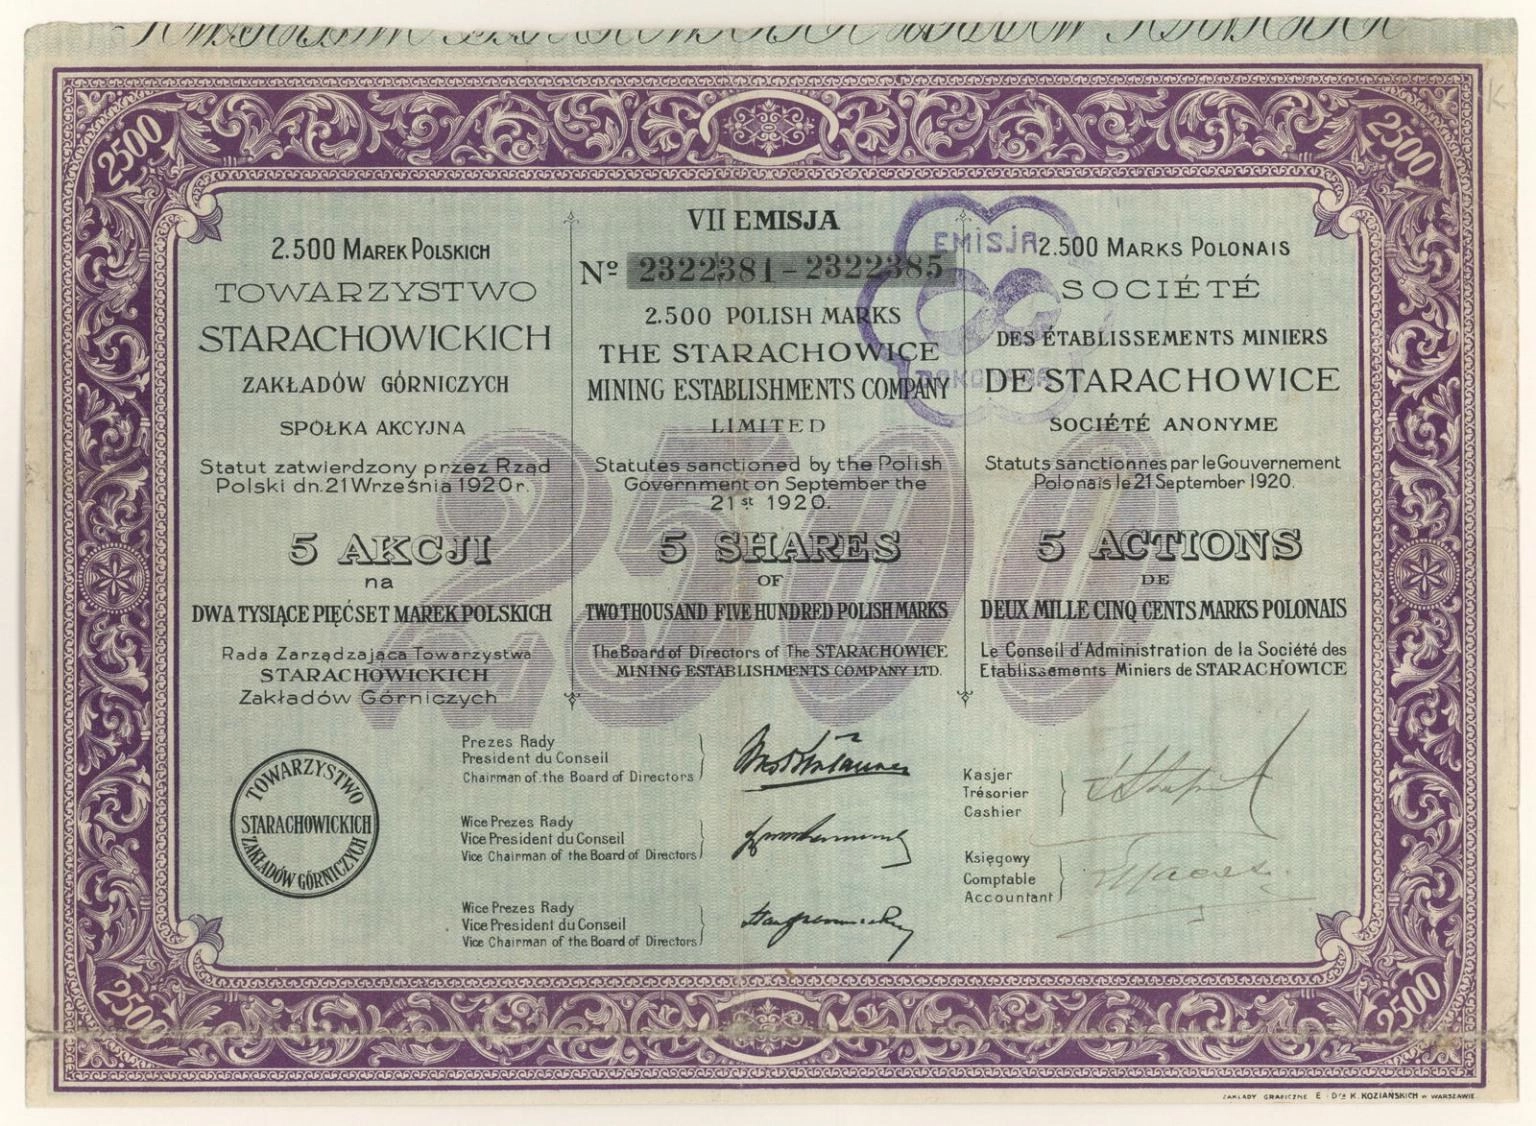 2500
2500
VII EMISJA
Nº 2322381 - 2322385
2.500 MAREK POLSKICH
TOWARZYSTWO
STARACHOWICKICH
ZAKŁADÓW GÓRNICZYCH
SPÓŁKA AKCYJNA
Statut zatwierdzony przez Rząd
Polski dn. 21 Września 1920 r.
5 AKCJI
na
DWA TYSIĄCE PIĘĆSET MAREK POLSKICH
Rada Zarządzająca Towarzystwa
STARACHOWICKICH
Zakładów Górniczych
2.500 POLISH MARKS
THE STARACHOWICE
MINING ESTABLISHMENTS COMPANY
LIMITED
Statutes sanctioned by the Polish
Government on September the
21st 1920.
5 SHARES
OF
TWO THOUSAND FIVE HUNDRED POLISH MARKS
The Board of Directors of The STARACHOWICE
MINING ESTABLISHMENTS COMPANY LTD.
EMISJA
2.500 MARKS POLONAIS
SOCIÉTÉ
DES ÉTABLISSEMENTS MINIERS
DE STARACHOWICE
SOCIÉTÉ ANONYME
Statuts sanctionnes par le Gouvernement
Polonais le 21 September 1920.
5 ACTIONS
DE
DEUX MILLE CINQ CENTS MARKS POLONAIS
Le Conseil d'Administration de la Société des
Etablissements Miniers de STARACHOWICE
2500
TOWARZYSTWO
STARACHOWICKICH
ZAKŁADÓW GÓRNICZYCH
Prezes Rady
President du Conseil
Chairman of the Board of Directors
Wice Prezes Rady
Vice President du Conseil
Vice Chairman of the Board of Directors
Wice Prezes Rady
Vice President du Conseil
Vice Chairman of the Board of Directors
Kasjer
Trésorier
Cashier
Księgowy
Comptable
Accountant
2500
2500
ZAKŁADY GRAFICZNE E. i Dra K. KOZIAŃSKICH w WARSZAWIE